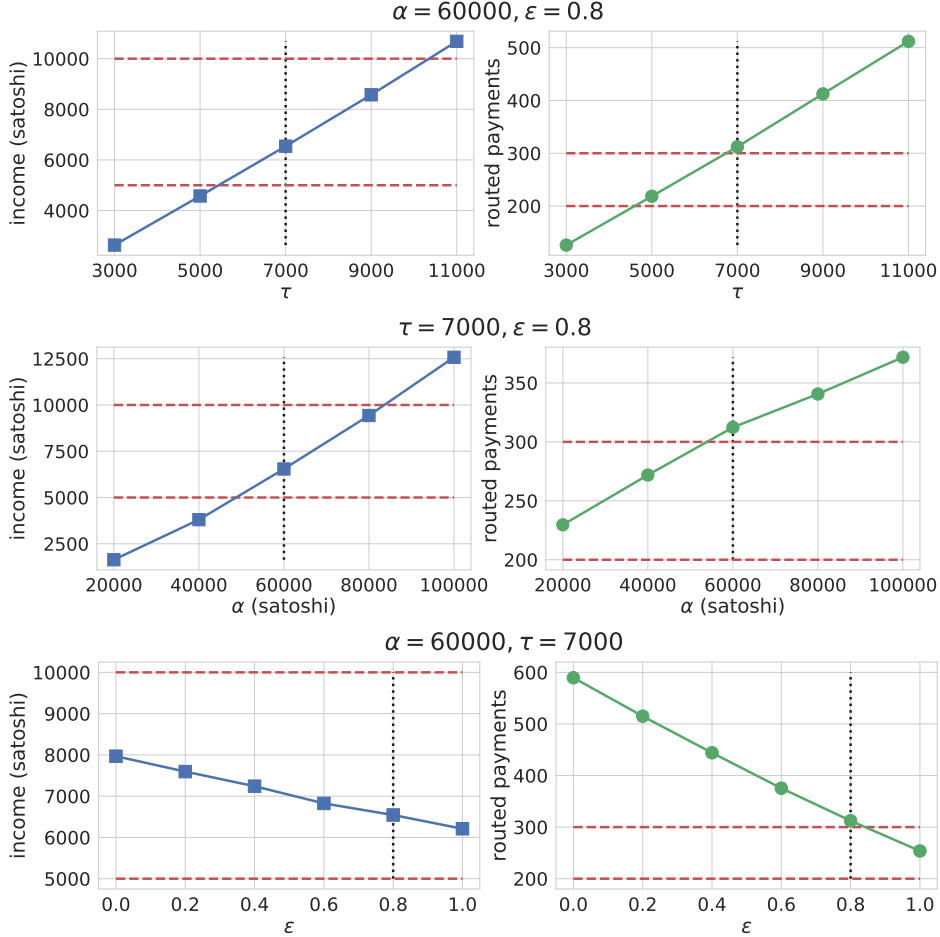 α = 60000, ε = 0.8
income (satoshi)
10000
8000
6000
4000
3000 5000 7000 9000 11000
τ
routed payments
500
400
300
200
3000 5000 7000 9000 11000
τ
τ = 7000, ε = 0.8
income (satoshi)
12500
10000
7500
5000
2500
20000 40000 60000 80000 100000
α (satoshi)
routed payments
350
300
250
200
20000 40000 60000 80000 100000
α (satoshi)
α = 60000, τ = 7000
income (satoshi)
10000
9000
8000
7000
6000
5000
0.0 0.2 0.4 0.6 0.8 1.0
ε
routed payments
600
500
400
300
200
0.0 0.2 0.4 0.6 0.8 1.0
ε